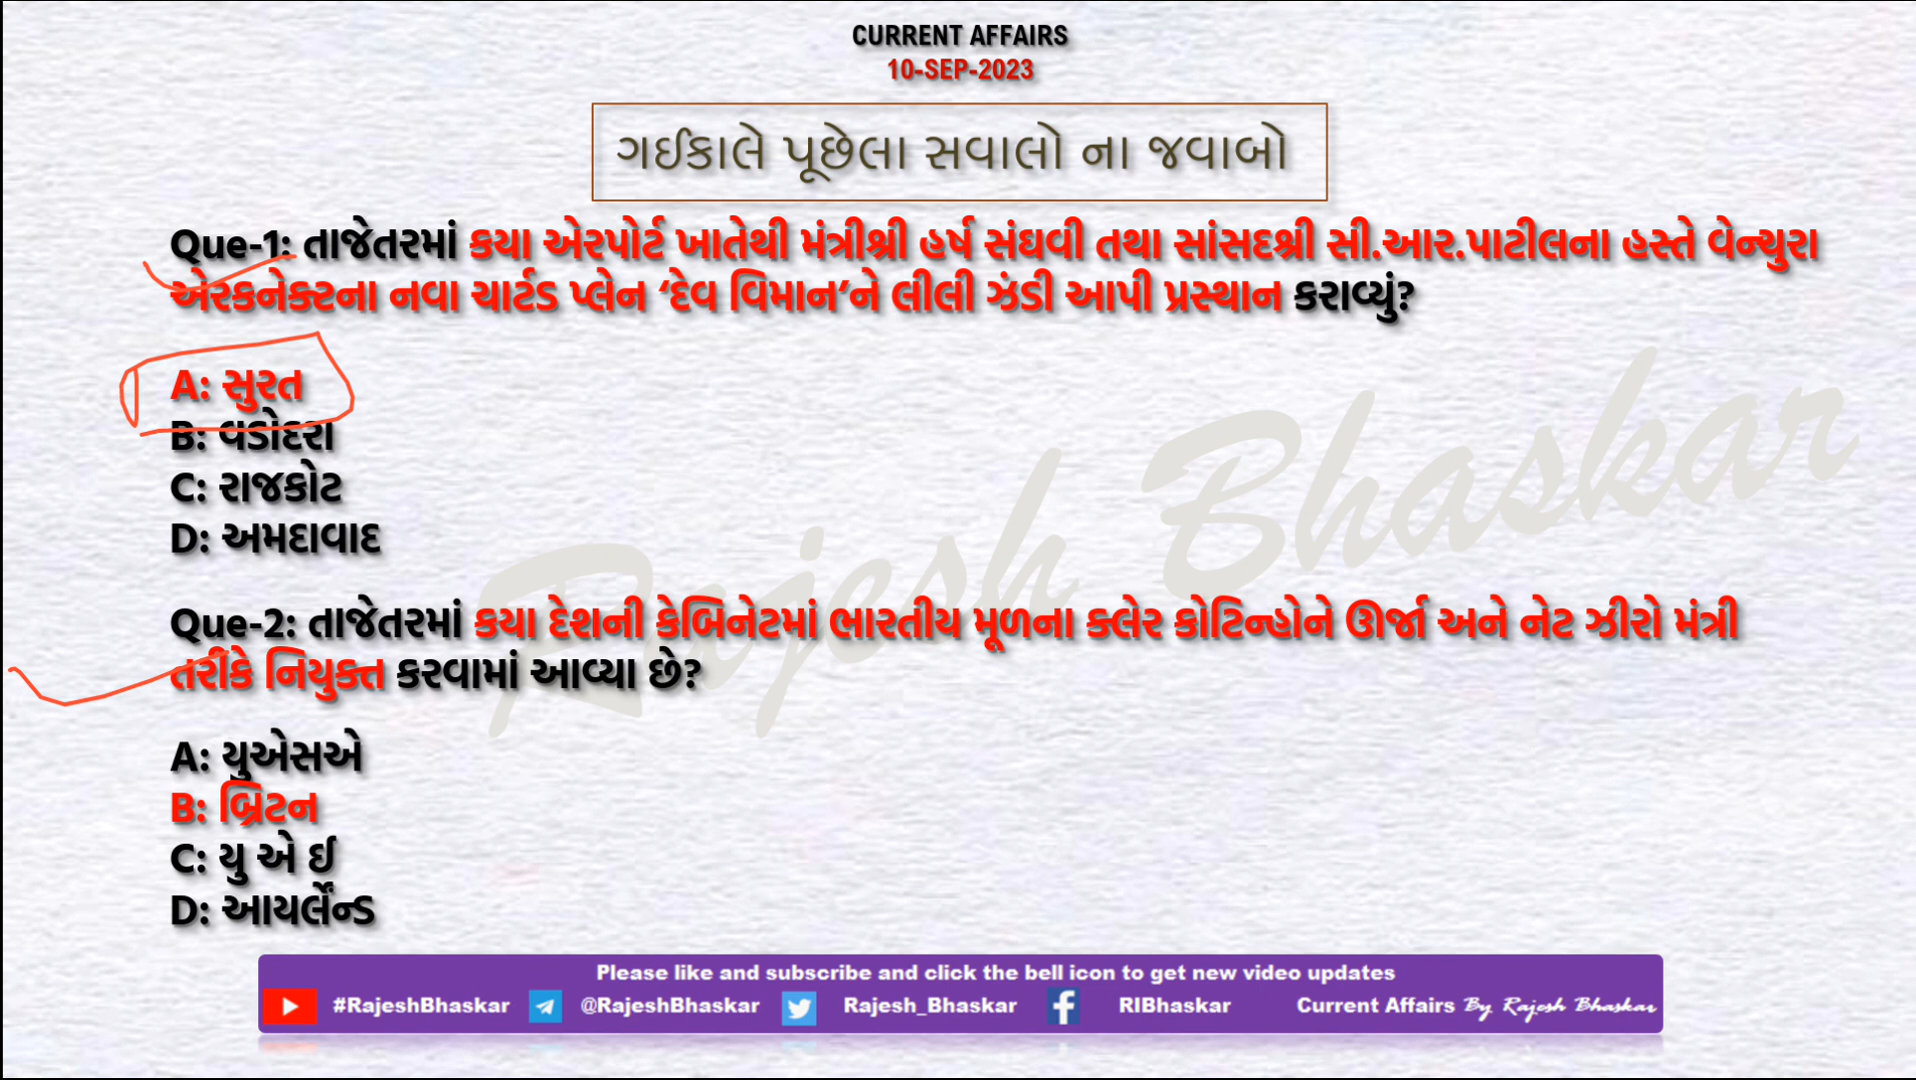 CURRENT AFFAIRS
10-SEP-2023
ગઈકાલે પૂછેલા સવાલો ના જવાબો
Que-1: તાજેતરમાં કયા એરપોર્ટ ખાતેથી મંત્રીશ્રી હર્ષ સંઘવી તથા સાંસદશ્રી સી.આર.પાટીલના હસ્તે વેન્ચુરા
એરકનેક્ટના નવા ચાર્ટડ પ્લેન ‘દેવ વિમાન’ને લીલી ઝંડી આપી પ્રસ્થાન કરાવ્યું?
A: સુરત
B: વડોદરા
C: રાજકોટ
D: અમદાવાદ
Que-2: તાજેતરમાં કયા દેશની કેબિનેટમાં ભારતીય મૂળના ક્લેર કોટિન્હોને ઊર્જા અને નેટ ઝીરો મંત્રી
તરીકે નિયુક્ત કરવામાં આવ્યા છે?
A: યુએસએ
B: બ્રિટન
C: યુ એ ઈ
D: આયર્લેન્ડ
Rajesh Bhaskar
Please like and subscribe and click the bell icon to get new video updates
#RajeshBhaskar @RajeshBhaskar Rajesh_Bhaskar RIBhaskar Current Affairs By Rajesh Bhaskar